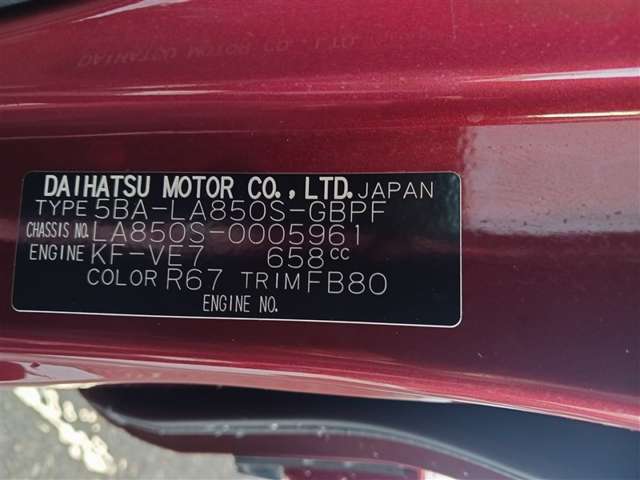 DAIHATSU MOTOR CO., LTD. JAPAN
TYPE 5BA-LA850S-GBPF
CHASSIS NO. LA850S-0005961
ENGINE KF-VE7 658CC
COLOR R67 TRIM FB80
ENGINE NO.